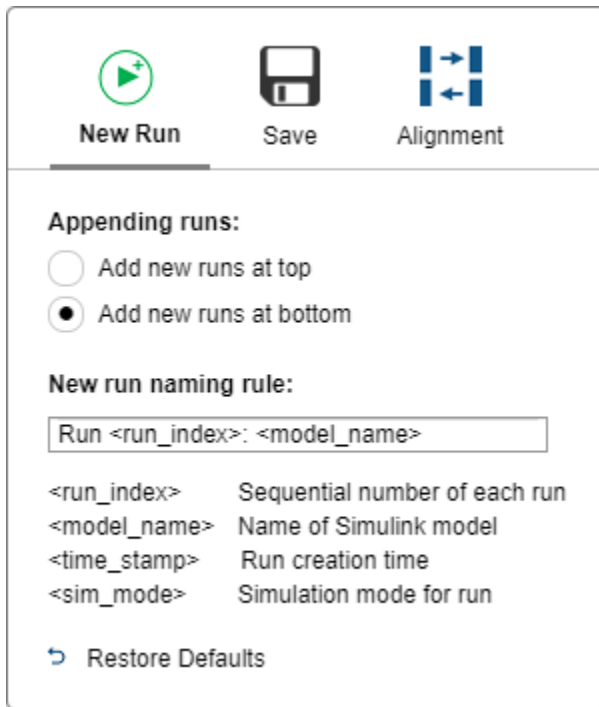 New Run
Save
Alignment
Appending runs:
Add new runs at top
Add new runs at bottom
New run naming rule:
Run <run_index>: <model_name>
<run_index> Sequential number of each run
<model_name> Name of Simulink model
<time_stamp> Run creation time
<sim_mode> Simulation mode for run
Restore Defaults